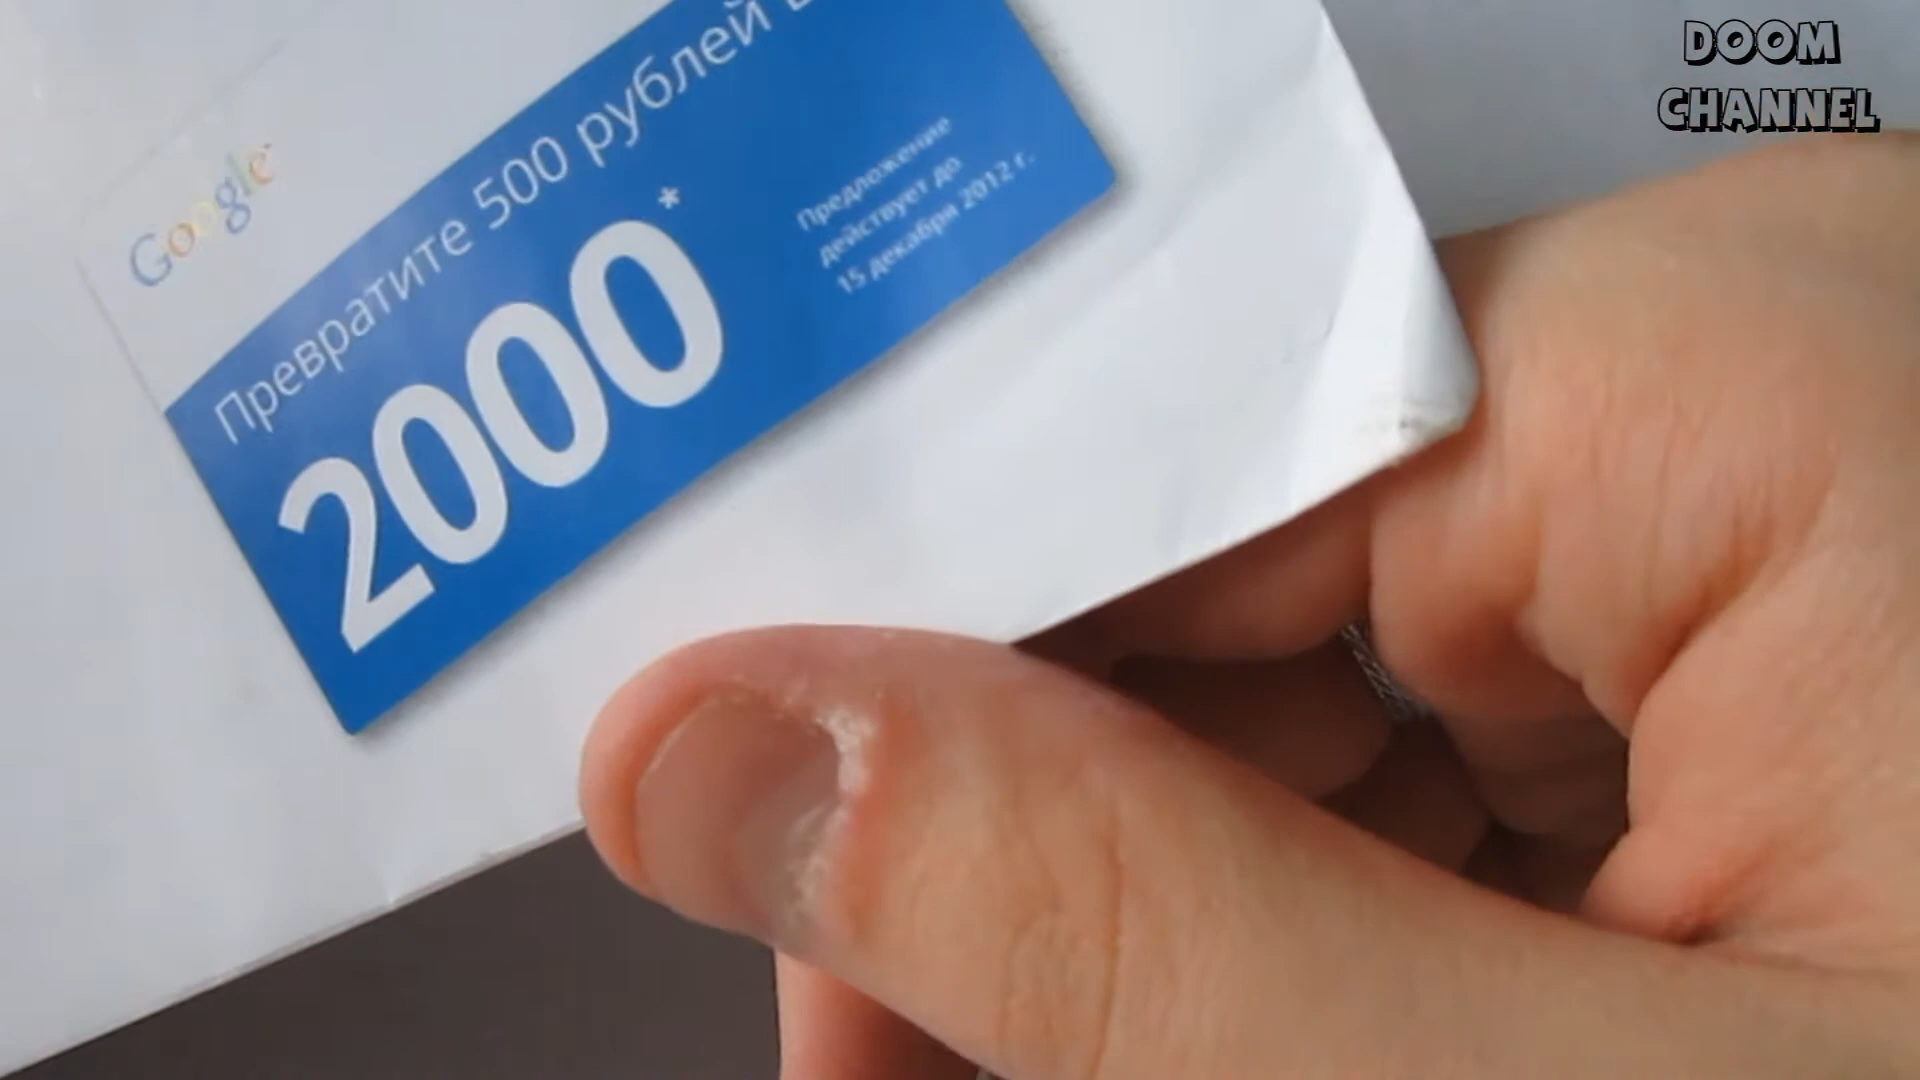 DOOM
CHANNEL
Google
Превратите 500 рублей в
2000*
Предложение
действует до
15 декабря 2012 г.